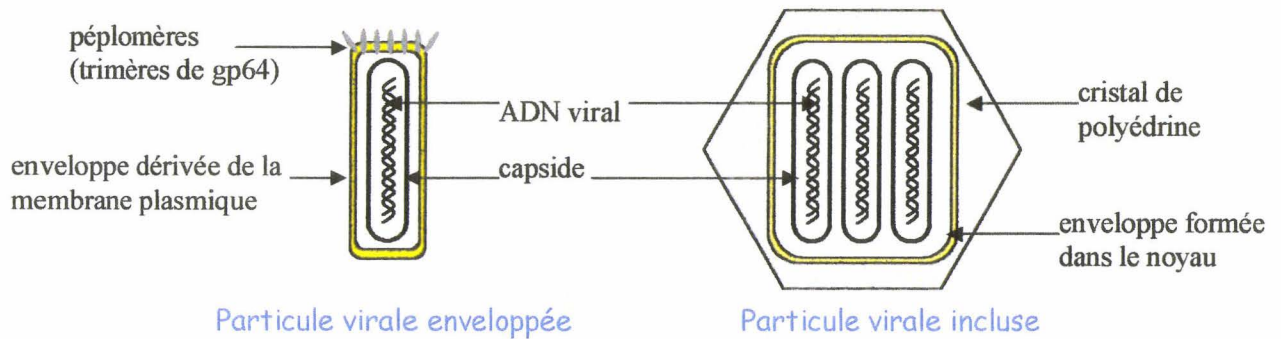 péplomères
(trimères de gp64)
ADN viral
cristal de
polyédrine
enveloppe dérivée de la
membrane plasmique
capside
enveloppe formée
dans le noyau
Particule virale enveloppée
Particule virale incluse